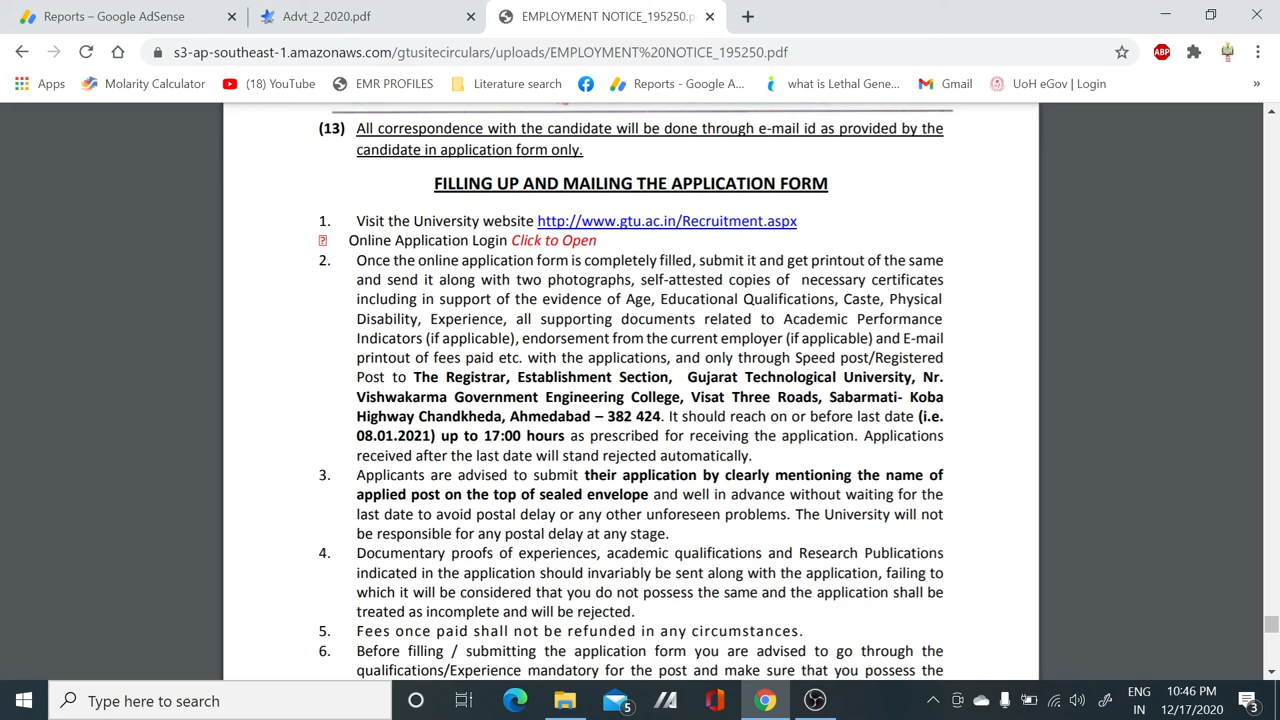 Reports – Google AdSense
Advt_2_2020.pdf
EMPLOYMENT NOTICE_195250.p
s3-ap-southeast-1.amazonaws.com/gtusitecirculars/uploads/EMPLOYMENT%20NOTICE_195250.pdf
ABP
Apps
Molarity Calculator
(18) YouTube
EMR PROFILES
Literature search
Reports - Google A...
what is Lethal Gene...
Gmail
UoH eGov | Login
»
(13) All correspondence with the candidate will be done through e-mail id as provided by the
candidate in application form only.
FILLING UP AND MAILING THE APPLICATION FORM
1. Visit the University website http://www.gtu.ac.in/Recruitment.aspx
Online Application Login Click to Open
2. Once the online application form is completely filled, submit it and get printout of the same
and send it along with two photographs, self-attested copies of necessary certificates
including in support of the evidence of Age, Educational Qualifications, Caste, Physical
Disability, Experience, all supporting documents related to Academic Performance
Indicators (if applicable), endorsement from the current employer (if applicable) and E-mail
printout of fees paid etc. with the applications, and only through Speed post/Registered
Post to The Registrar, Establishment Section, Gujarat Technological University, Nr.
Vishwakarma Government Engineering College, Visat Three Roads, Sabarmati- Koba
Highway Chandkheda, Ahmedabad – 382 424. It should reach on or before last date (i.e.
08.01.2021) up to 17:00 hours as prescribed for receiving the application. Applications
received after the last date will stand rejected automatically.
3. Applicants are advised to submit their application by clearly mentioning the name of
applied post on the top of sealed envelope and well in advance without waiting for the
last date to avoid postal delay or any other unforeseen problems. The University will not
be responsible for any postal delay at any stage.
4. Documentary proofs of experiences, academic qualifications and Research Publications
indicated in the application should invariably be sent along with the application, failing to
which it will be considered that you do not possess the same and the application shall be
treated as incomplete and will be rejected.
5. Fees once paid shall not be refunded in any circumstances.
6. Before filling / submitting the application form you are advised to go through the
qualifications/Experience mandatory for the post and make sure that you possess the
Type here to search
5
ENG
IN
10:46 PM
12/17/2020
3